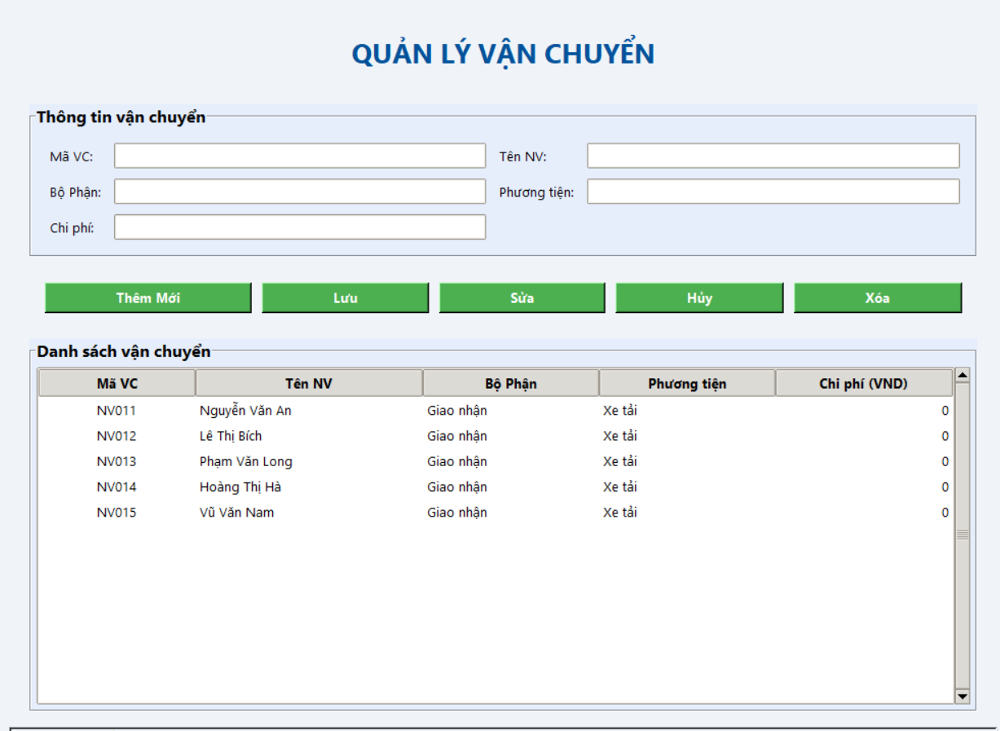 QUẢN LÝ VẬN CHUYỂN
Thông tin vận chuyển
Mã VC: Tên NV:
Bộ Phận: Phương tiện:
Chi phí:
Thêm Mới Lưu Sửa Hủy Xóa
Danh sách vận chuyển
Mã VC Tên NV Bộ Phận Phương tiện Chi phí (VND)
NV011 Nguyễn Văn An Giao nhận Xe tải 0
NV012 Lê Thị Bích Giao nhận Xe tải 0
NV013 Phạm Văn Long Giao nhận Xe tải 0
NV014 Hoàng Thị Hà Giao nhận Xe tải 0
NV015 Vũ Văn Nam Giao nhận Xe tải 0